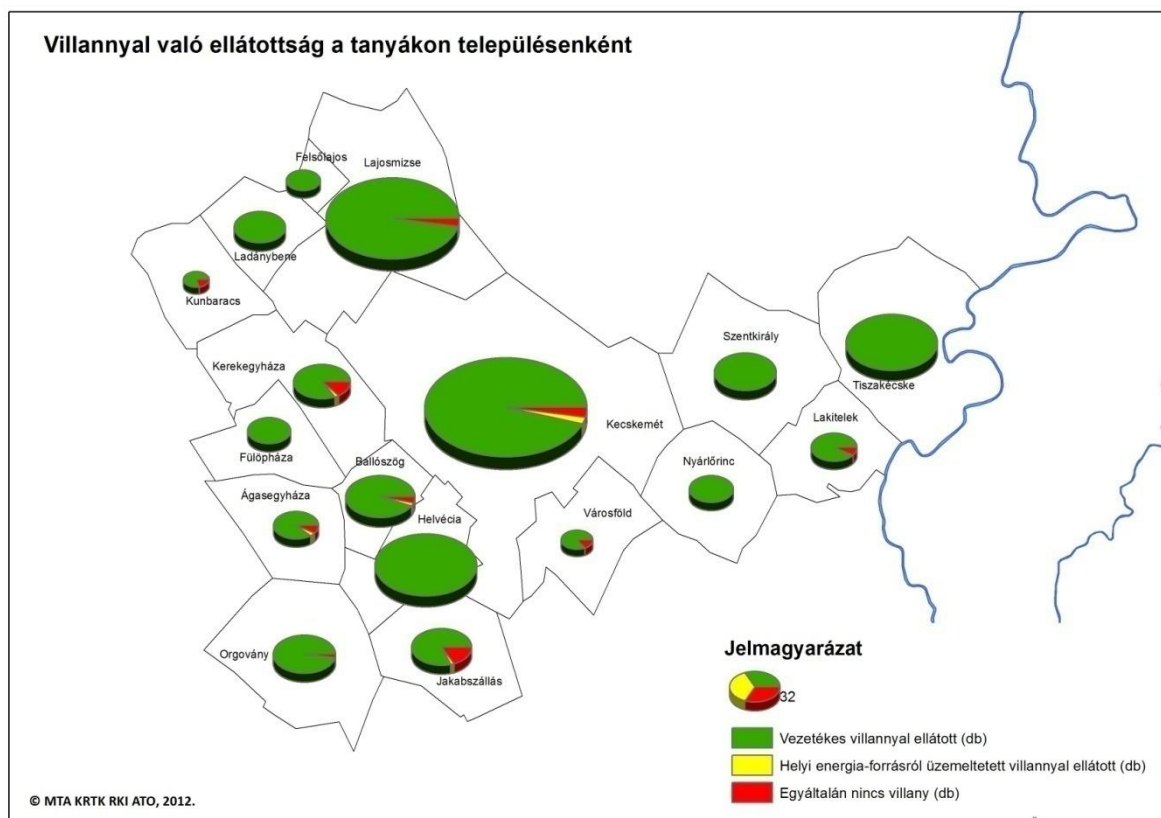 Villannyal való ellátottság a tanyákon településenként
Felsőlajos
Lajosmizse
Ladánybene
Kunbaracs
Szentkirály
Kerekegyháza
Tiszakécske
Kecskemét
Lakitelek
Fülöpháza
Ballószög
Nyárlőrinc
Ágasegyháza
Helvécia
Városföld
Orgovány
Jakabszállás
Jelmagyarázat
32
Vezetékes villannyal ellátott (db)
Helyi energia-forrásról üzemeltetett villannyal ellátott (db)
Egyáltalán nincs villany (db)
© MTA KRTK RKI ATO, 2012.